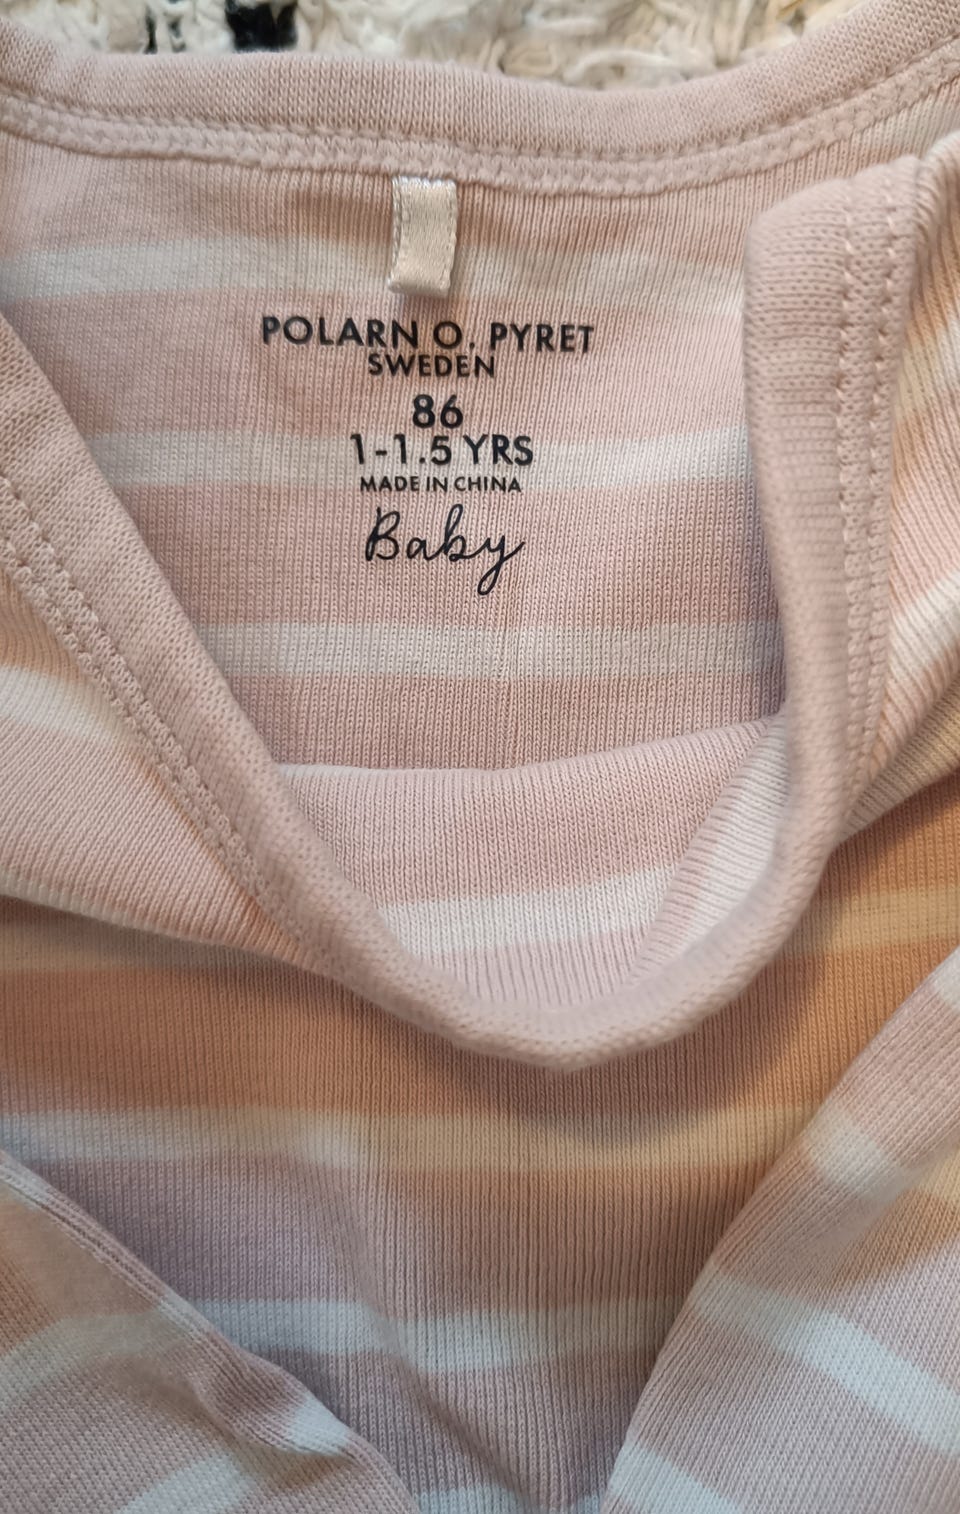 POLARN O. PYRET
SWEDEN
86
1-1.5 YRS
MADE IN CHINA
Baby